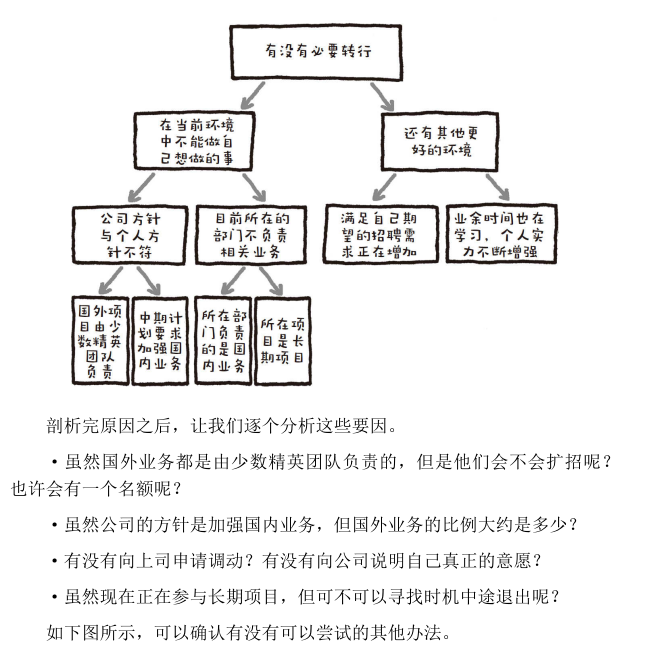 有没有必要转行
在当前环境
中不能做自
己想做的事
还有其他更
好的环境
公司方针
与个人方
针不符
目前所在的
部门不负责
相关业务
满足自己期
望的招聘需
求正在增加
业余时间也在
学习，个人实
力不断增强
国外项
目由少
数精英
团队
负责
中期计
划要求
加强国
内业务
所在部
门负责
的是国
内业务
所在项
目是长
期项目
剖析完原因之后，让我们逐个分析这些要因。
·虽然国外业务都是由少数精英团队负责的，但是他们会不会扩招呢？
也许会有一个名额呢？
·虽然公司的方针是加强国内业务，但国外业务的比例大约是多少？
·有没有向上司申请调动？有没有向公司说明自己真正的意愿？
·虽然现在正在参与长期项目，但可不可以寻找时机中途退出呢？
如下图所示，可以确认有没有可以尝试的其他办法。